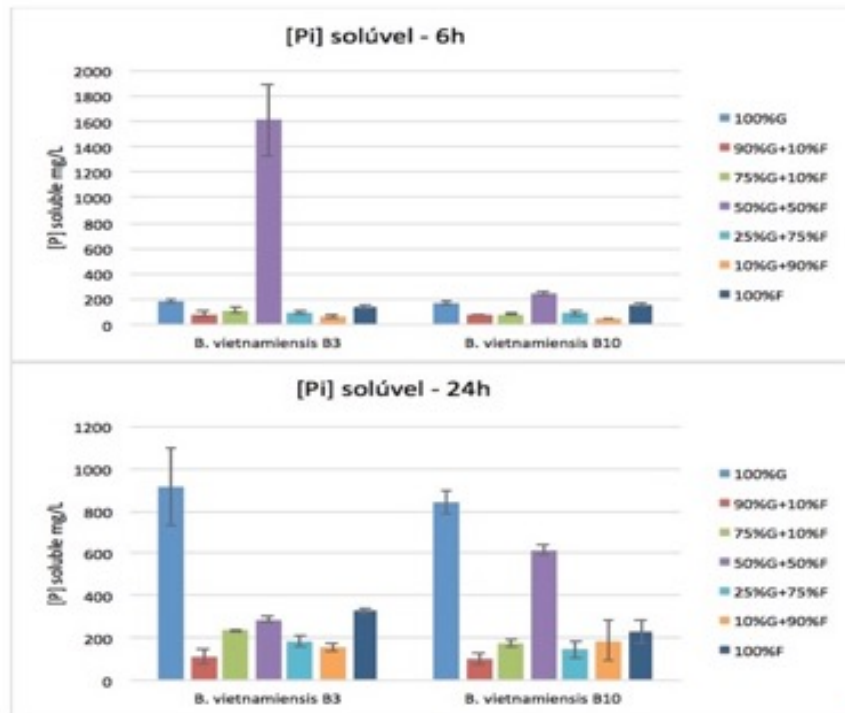 [Pi] solúvel - 6h
[P] soluble mg/L
2000
1800
1600
1400
1200
1000
800
600
400
200
0
B. vietnamiensis B3
B. vietnamiensis B10
100%G
90%G+10%F
75%G+10%F
50%G+50%F
25%G+75%F
10%G+90%F
100%F
[Pi] solúvel - 24h
[P] soluble mg/L
1200
1000
800
600
400
200
0
B. vietnamiensis B3
B. vietnamiensis B10
100%G
90%G+10%F
75%G+10%F
50%G+50%F
25%G+75%F
10%G+90%F
100%F